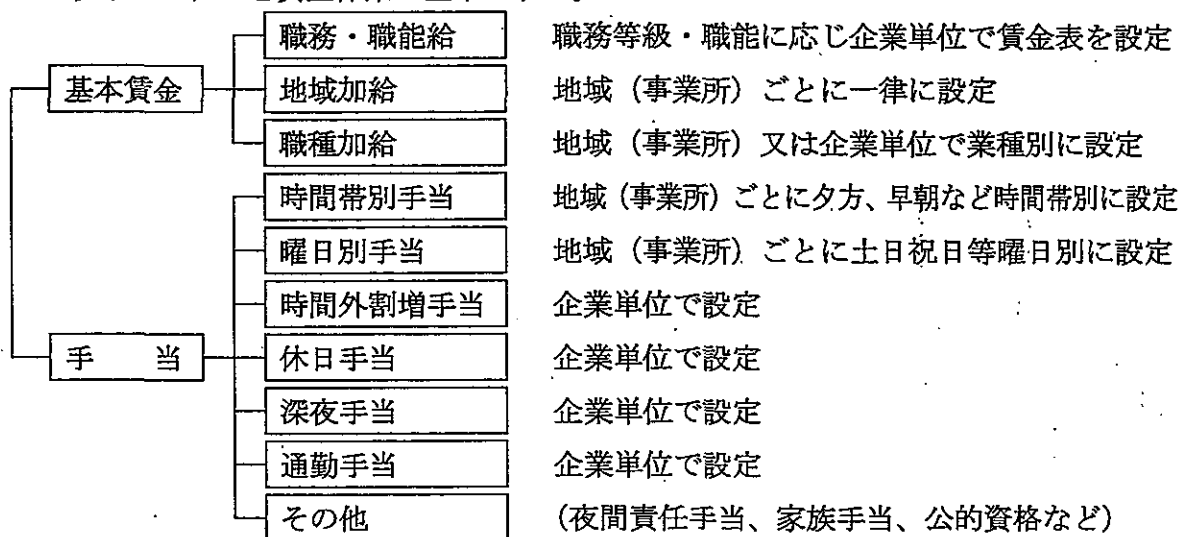 職務・職能給 職務等級・職能に応じ企業単位で賃金表を設定
基本賃金 地域加給 地域（事業所）ごとに一律に設定
職種加給 地域（事業所）又は企業単位で業種別に設定
時間帯別手当 地域（事業所）ごとに夕方、早朝など時間帯別に設定
曜日別手当 地域（事業所）ごとに土日祝日等曜日別に設定
時間外割増手当 企業単位で設定
手 当 休日手当 企業単位で設定
深夜手当 企業単位で設定
通勤手当 企業単位で設定
その他 （夜間責任手当、家族手当、公的資格など）